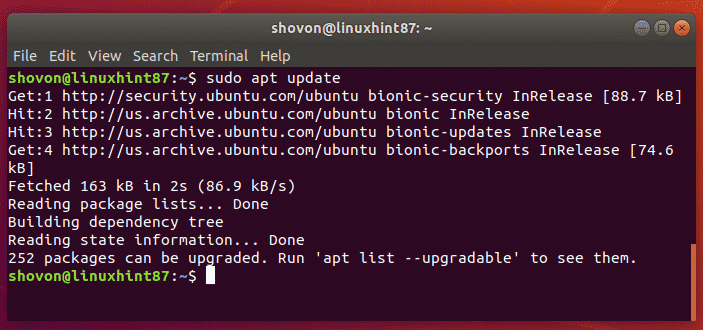 shovon@linuxhint87: ~
File Edit View Search Terminal Help
shovon@linuxhint87:~$ sudo apt update
Get:1 http://security.ubuntu.com/ubuntu bionic-security InRelease [88.7 kB]
Hit:2 http://us.archive.ubuntu.com/ubuntu bionic InRelease
Hit:3 http://us.archive.ubuntu.com/ubuntu bionic-updates InRelease
Get:4 http://us.archive.ubuntu.com/ubuntu bionic-backports InRelease [74.6
kB]
Fetched 163 kB in 2s (86.9 kB/s)
Reading package lists... Done
Building dependency tree
Reading state information... Done
252 packages can be upgraded. Run 'apt list --upgradable' to see them.
shovon@linuxhint87:~$